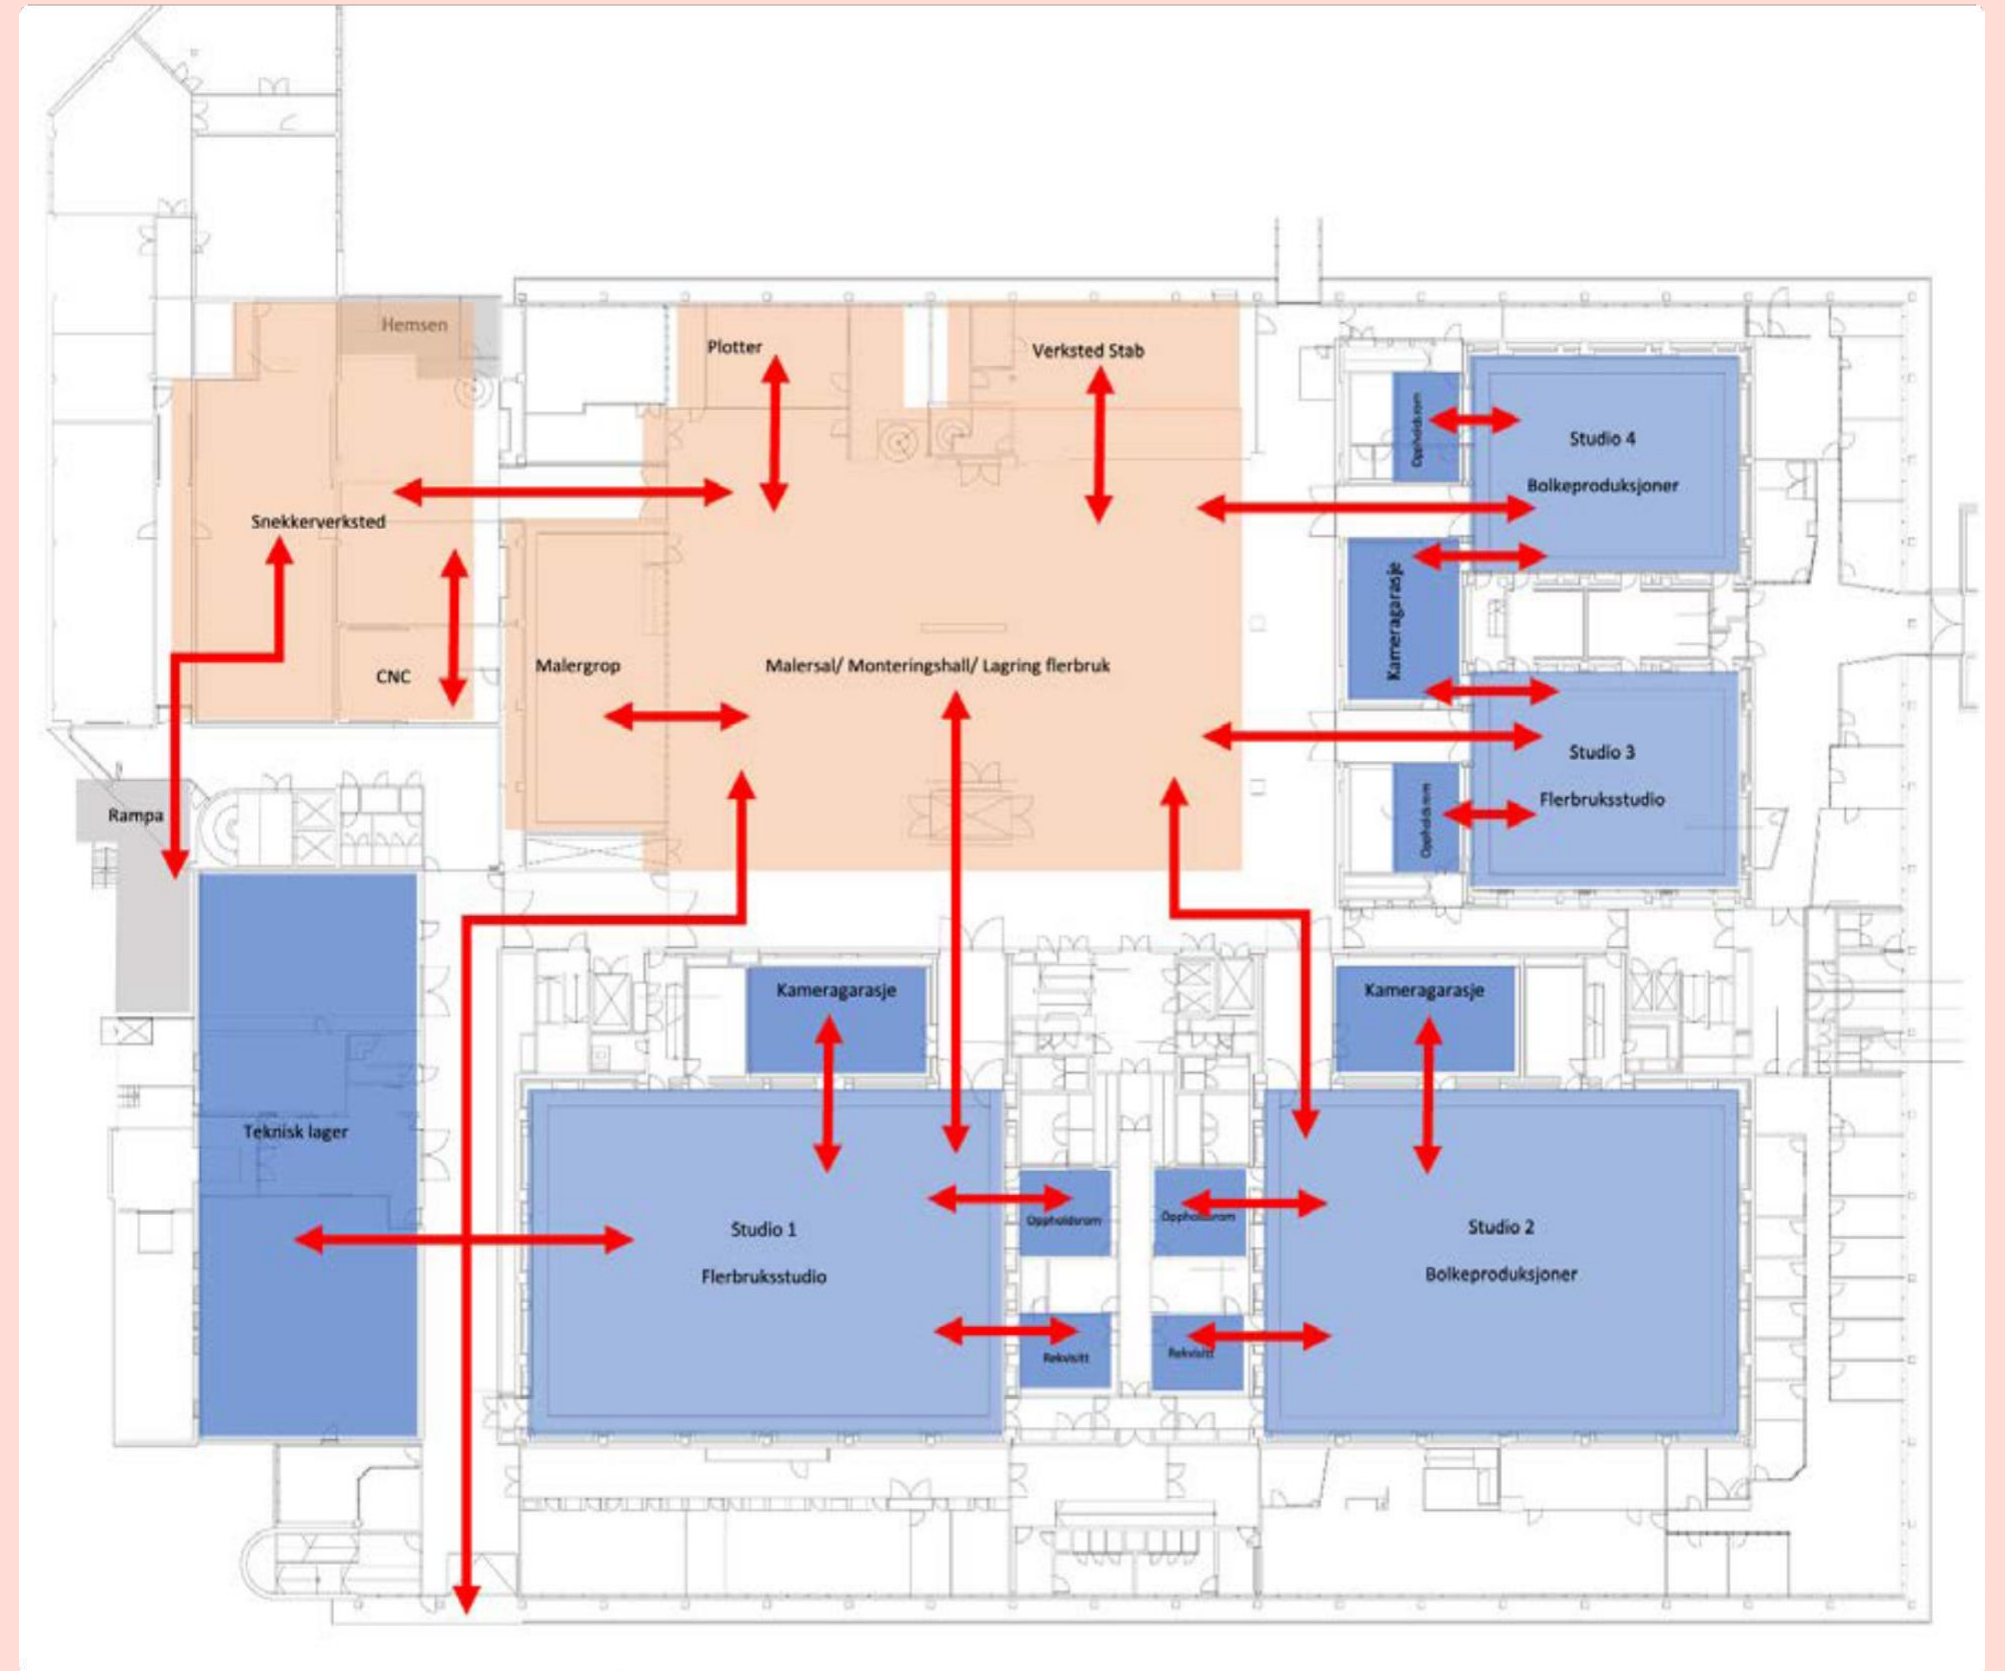 Hemsen
Plotter
Verksted Stab
Oppholdsrom
Studio 4
Bolkeproduksjoner
Snekkerverksted
Kameragarasje
CNC
Malergrop
Malersal/ Monteringshall/ Lagring flerbruk
Studio 3
Flerbruksstudio
Oppholdsrom
Rampa
Kameragarasje
Kameragarasje
Teknisk lager
Studio 1
Flerbruksstudio
Oppholdsrom
Oppholdsrom
Studio 2
Bolkeproduksjoner
Rekvisitt
Rekvisitt